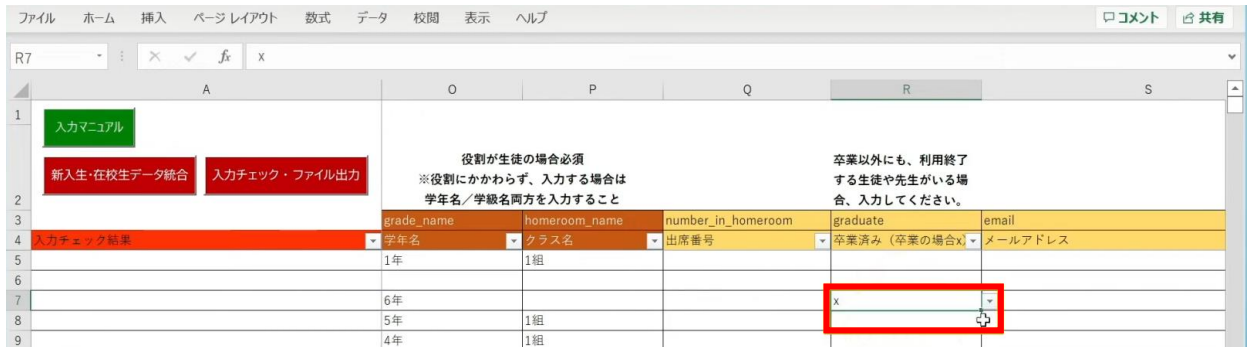 ファイル ホーム 挿入 ページ レイアウト 数式 データ 校閲 表示 ヘルプ コメント 共有
R7 fx x
A O P Q R S
1
入力マニュアル
新入生・在校生データ統合 入力チェック・ファイル出力
役割が生徒の場合必須
※役割にかかわらず、入力する場合は
学年名／学級名両方を入力すること
卒業以外にも、利用終了
する生徒や先生がいる場
合、入力してください。
2
3 grade_name homeroom_name number_in_homeroom graduate email
4 入力チェック結果 学年名 クラス名 出席番号 卒業済み（卒業の場合x） メールアドレス
5 1年 1組
6
7 6年 x
8 5年 1組
9 4年 1組